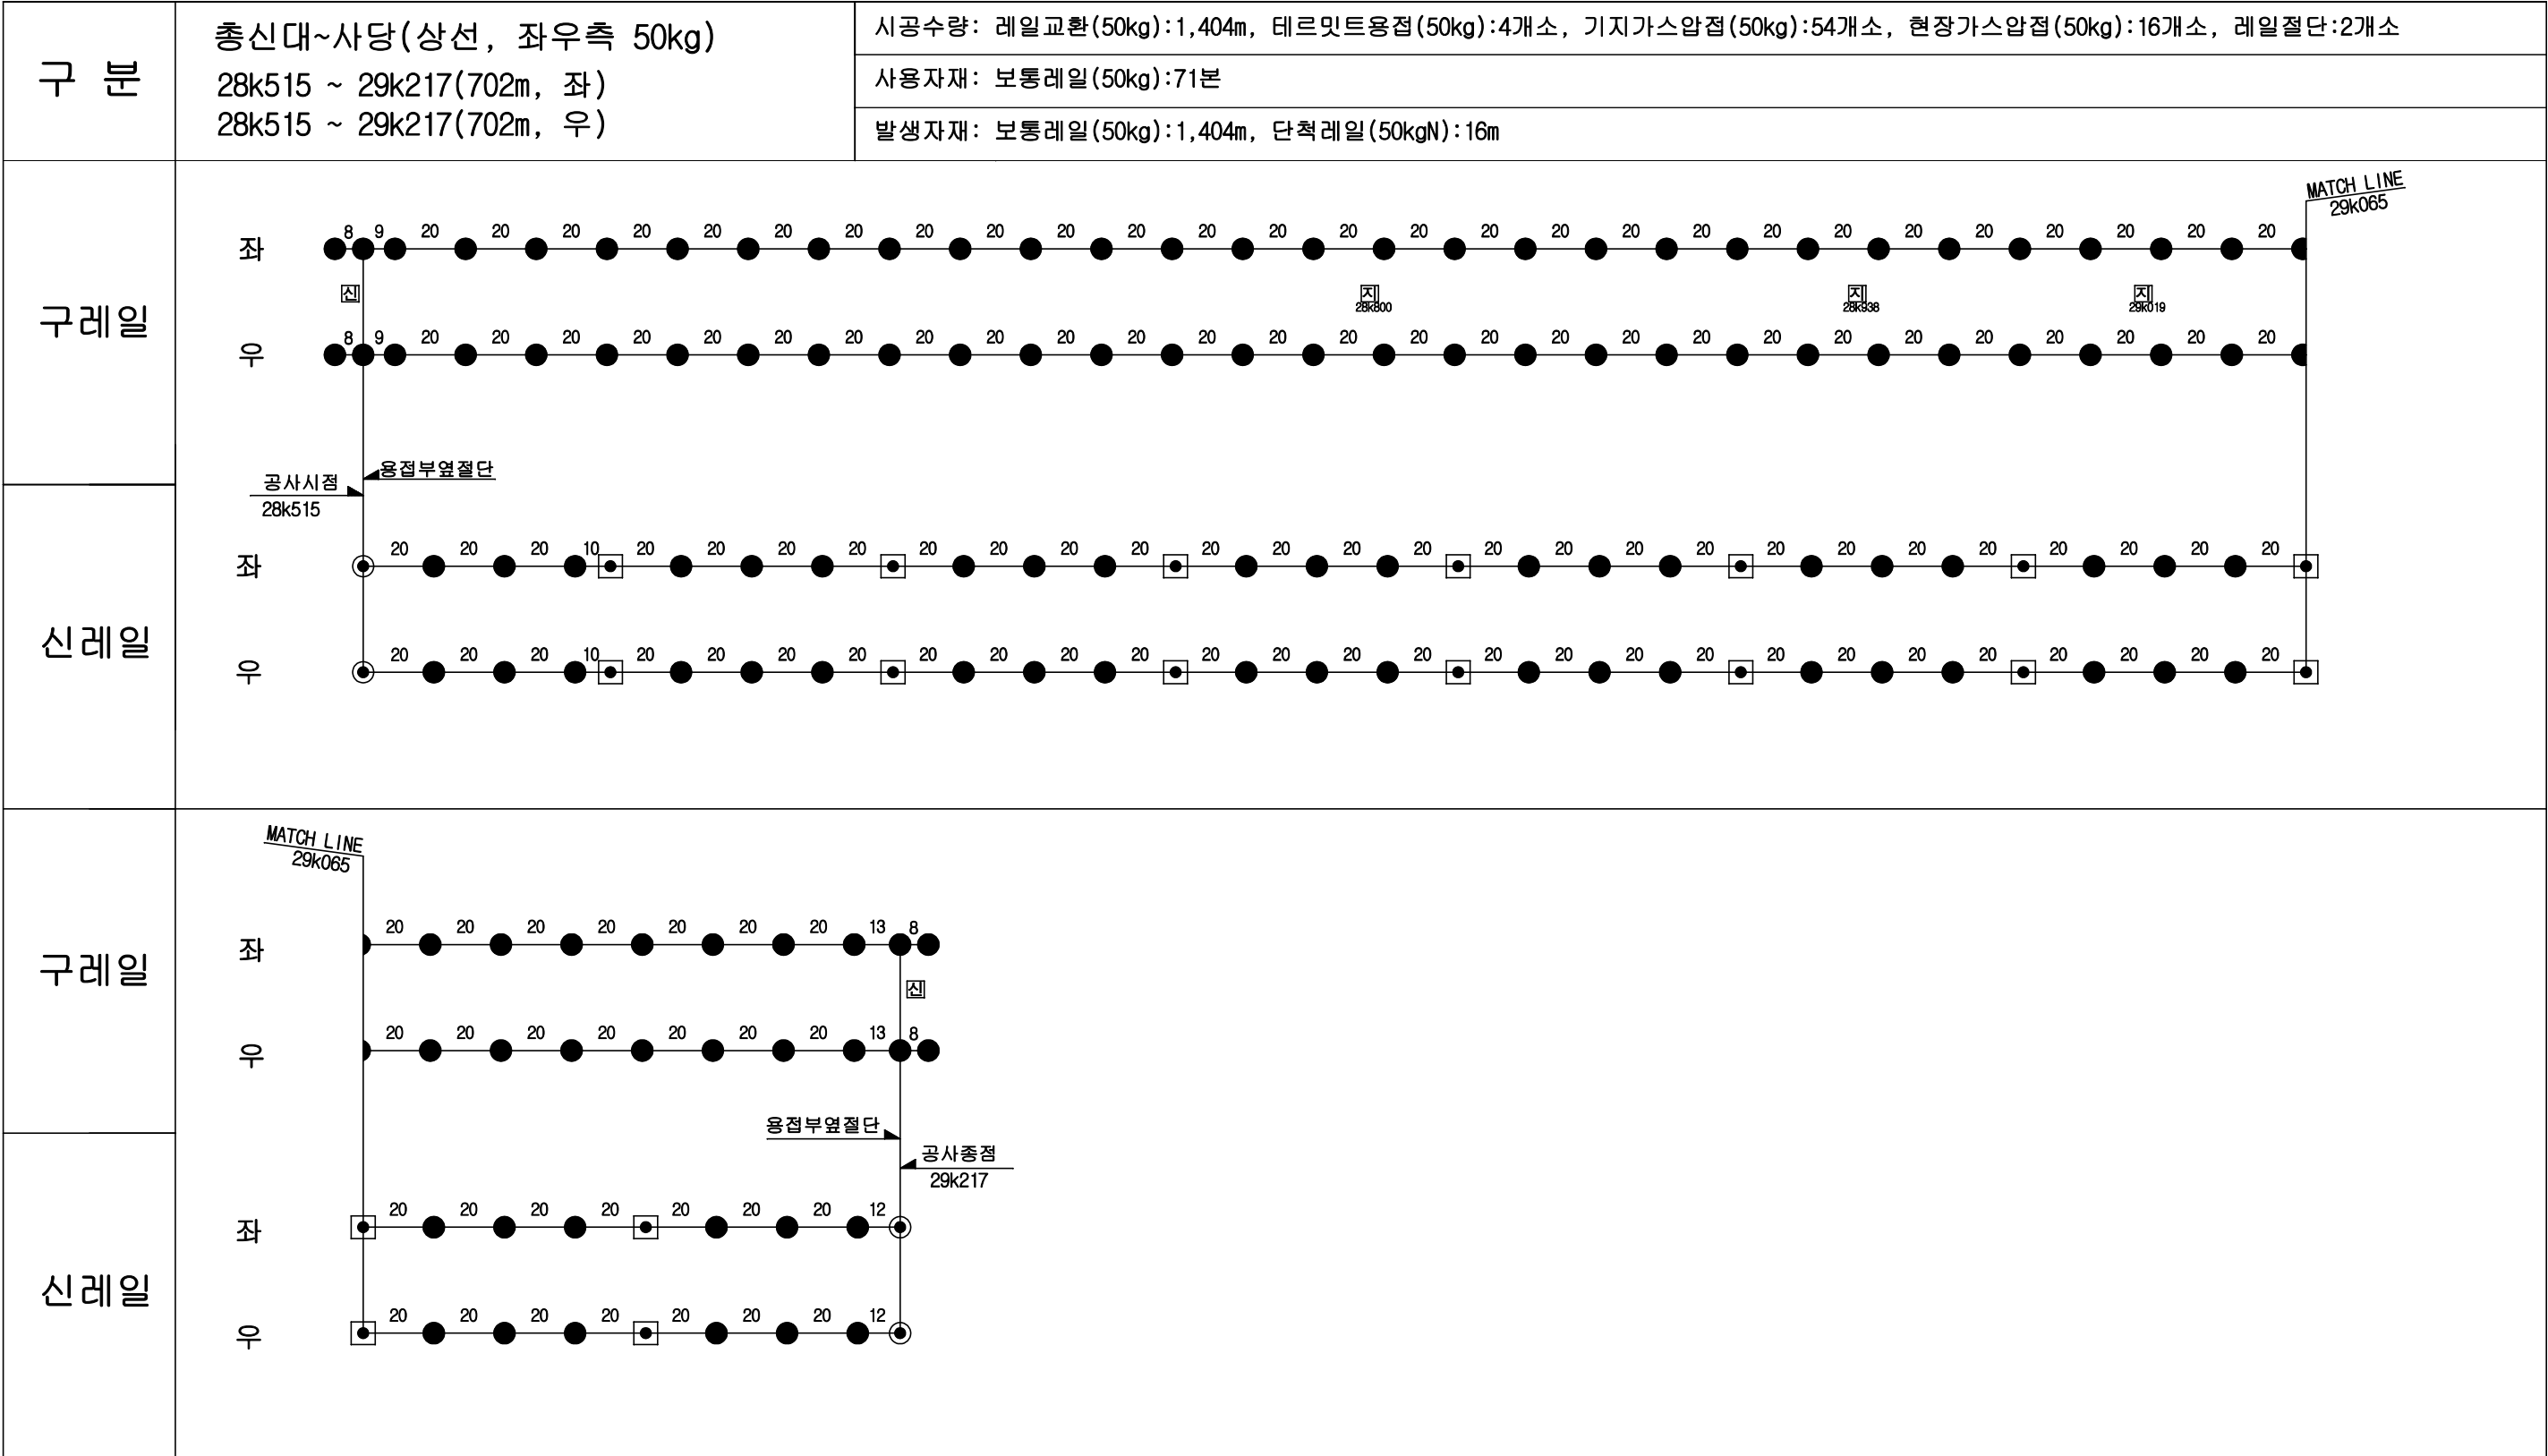 구 분
총신대~사당(상선, 좌우측 50kg)
28k515 ~ 29k217(702m, 좌)
28k515 ~ 29k217(702m, 우)
시공수량: 레일교환(50kg):1,404m, 테르밋트용접(50kg):4개소, 기지가스압접(50kg):54개소, 현장가스압접(50kg):16개소, 레일절단:2개소
사용자재: 보통레일(50kg):71본
발생자재: 보통레일(50kg):1,404m, 단척레일(50kgN):16m
구레일
MATCH LINE
29k065
좌 8 9 20 20 20 20 20 20 20 20 20 20 20 20 20 20 20 20 20 20 20 20 20 20 20 20 20 20 20
신 지 지 지
28k800 28k938 29k019
우 8 9 20 20 20 20 20 20 20 20 20 20 20 20 20 20 20 20 20 20 20 20 20 20 20 20 20 20 20
용접부옆절단
공사시점
28k515
신레일
좌 20 20 20 10 20 20 20 20 20 20 20 20 20 20 20 20 20 20 20 20 20 20 20 20 20 20 20 20
우 20 20 20 10 20 20 20 20 20 20 20 20 20 20 20 20 20 20 20 20 20 20 20 20 20 20 20 20
구레일
MATCH LINE
29k065
좌 20 20 20 20 20 20 20 13 8
신
우 20 20 20 20 20 20 20 13 8
용접부옆절단
공사종점
29k217
신레일
좌 20 20 20 20 20 20 20 12
우 20 20 20 20 20 20 20 12